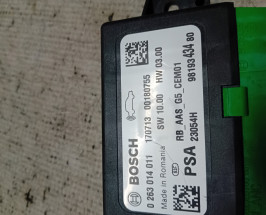 BOSCH
0 263 014 011 170713 00180755
SW 10.00 HW 03.00
Made in Romania
RB_AAS_G5_CEM01
PSA 98193434 80
23054H